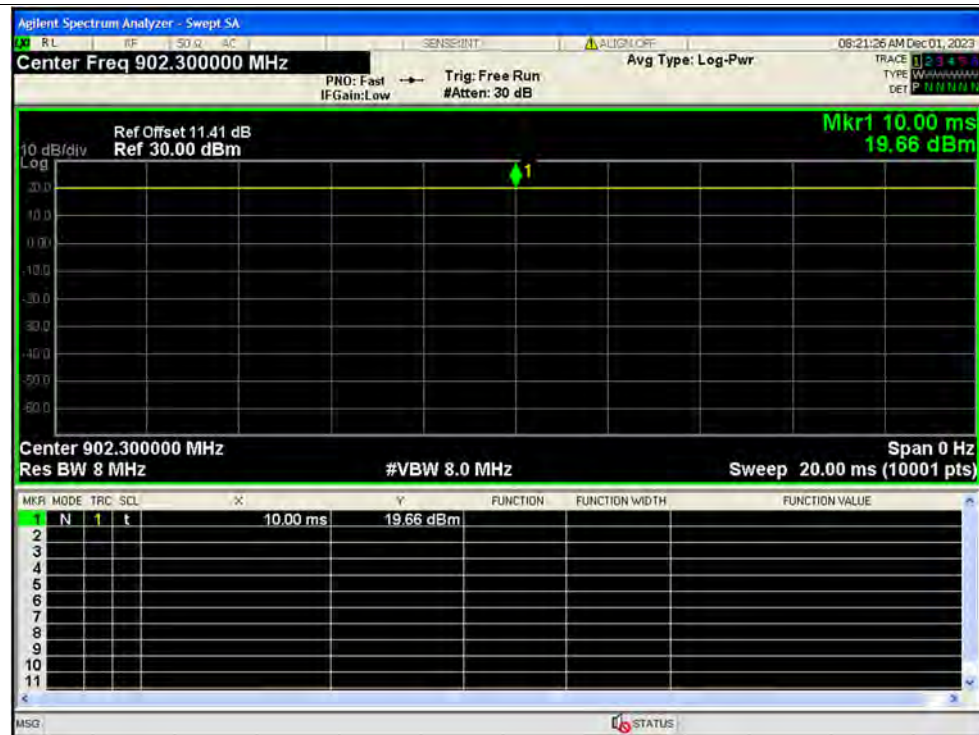 Agilent Spectrum Analyzer - Swept SA
RL RF 50 Ω AC SENSE:INT ALIGN OFF 08:21:26 AM Dec 01, 2023
Center Freq 902.300000 MHz
PNO: Fast
IFGain:Low
Trig: Free Run
#Atten: 30 dB
Avg Type: Log-Pwr
TRACE 1 2 3 4 5 6
TYPE W
DET P N N N N N
Mkr1 10.00 ms
19.66 dBm
Ref Offset 11.41 dB
10 dB/div Ref 30.00 dBm
Log
1
20.0
10.0
0.00
-10.0
-20.0
-30.0
-40.0
-50.0
-60.0
Center 902.300000 MHz Span 0 Hz
Res BW 8 MHz #VBW 8.0 MHz Sweep 20.00 ms (10001 pts)
MKR MODE TRC SCL X Y FUNCTION FUNCTION WIDTH FUNCTION VALUE
1 N 1 t 10.00 ms 19.66 dBm
2
3
4
5
6
7
8
9
10
11
MSG STATUS